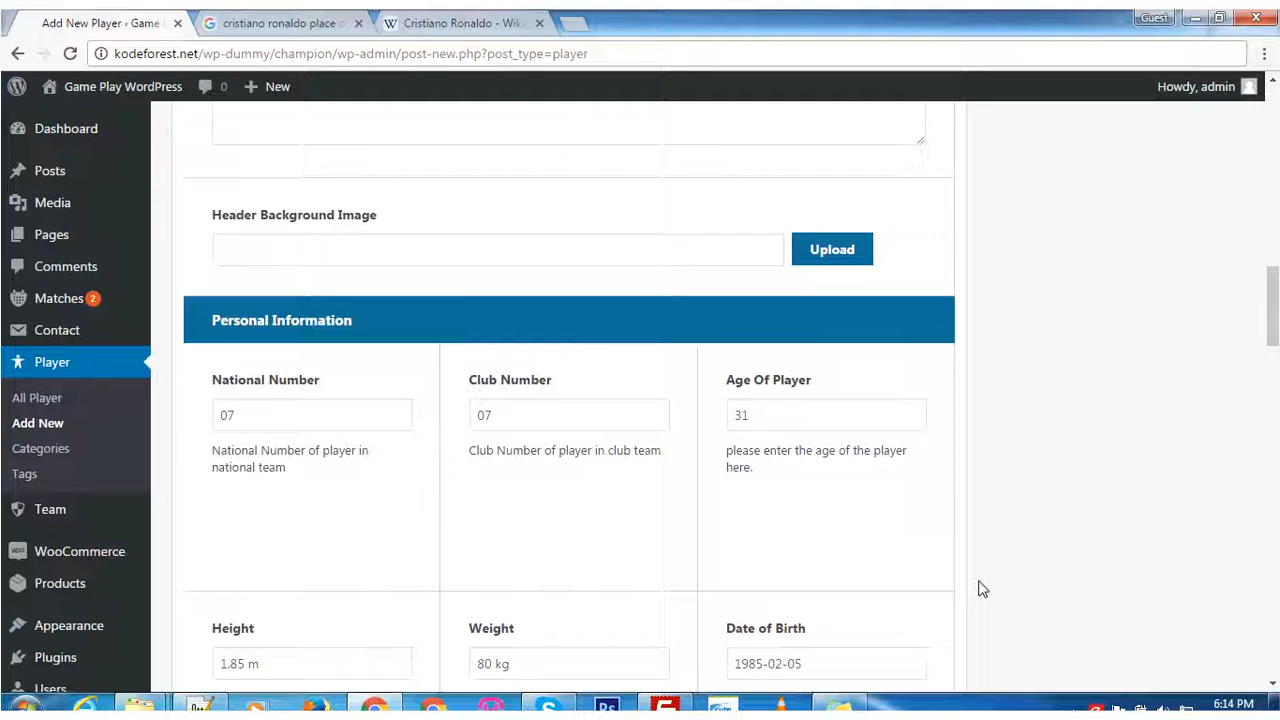 Add New Player ‹ Game
cristiano ronaldo place o
Cristiano Ronaldo - Wik
Guest
kodeforest.net/wp-dummy/champion/wp-admin/post-new.php?post_type=player
Game Play WordPress
0
New
Howdy, admin
Dashboard
Posts
Media
Pages
Comments
Matches 2
Contact
Player
All Player
Add New
Categories
Tags
Team
WooCommerce
Products
Appearance
Plugins
Users
Header Background Image
Upload
Personal Information
National Number
Club Number
Age Of Player
07
07
31
National Number of player in
national team
Club Number of player in club team
please enter the age of the player
here.
Height
Weight
Date of Birth
1.85 m
80 kg
1985-02-05
6:14 PM